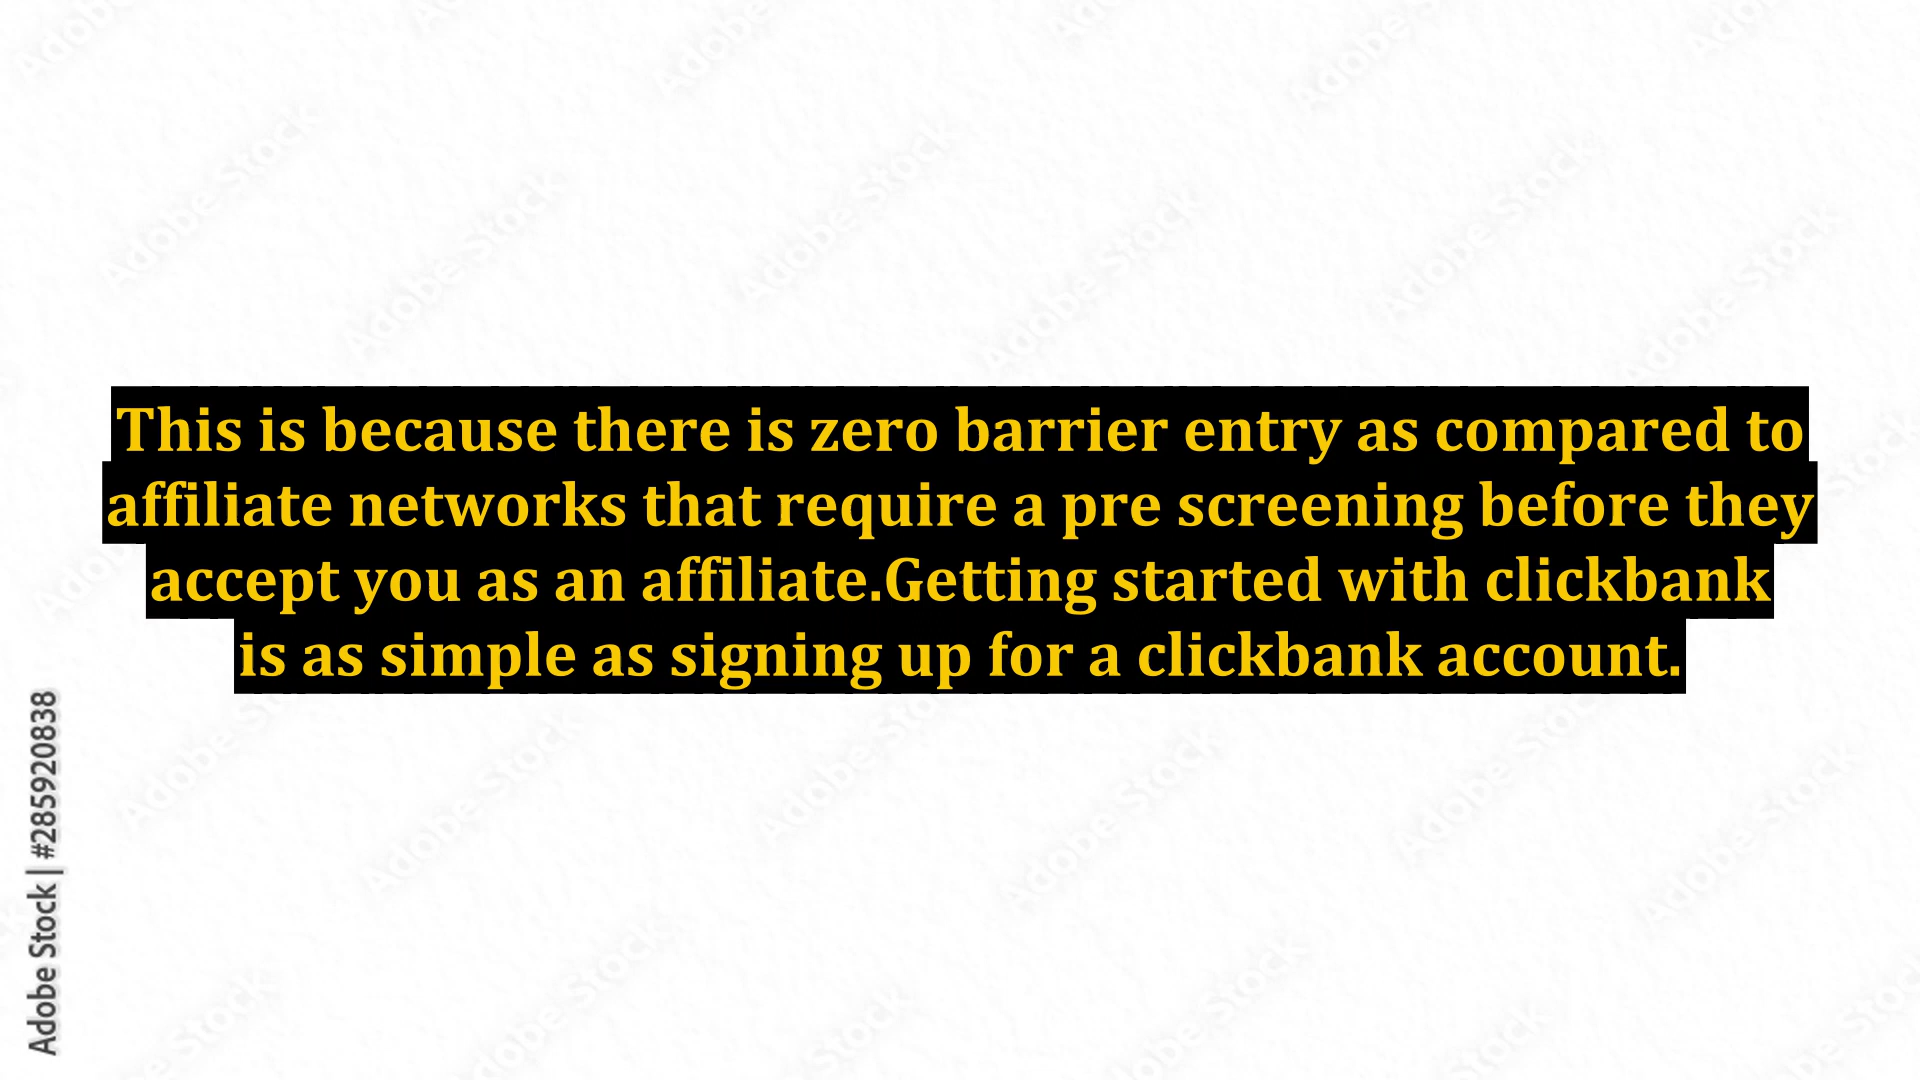 This is because there is zero barrier entry as compared to
affiliate networks that require a pre screening before they
accept you as an affiliate.Getting started with clickbank
is as simple as signing up for a clickbank account.
Adobe Stock | #285920838